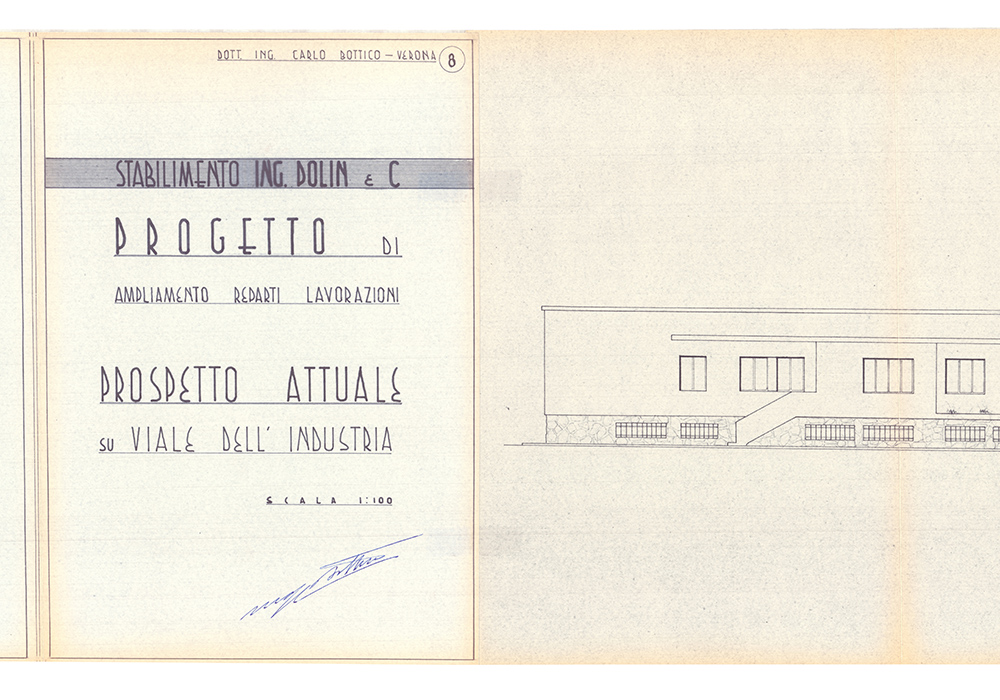 DOTT. ING. CARLO BOTTICO – VERONA 8
STABILIMENTO ING. POLIN E C
PROGETTO DI
AMPLIAMENTO REPARTI LAVORAZIONI
PROSPETTO ATTUALE
SU VIALE DELL' INDUSTRIA
SCALA 1:100